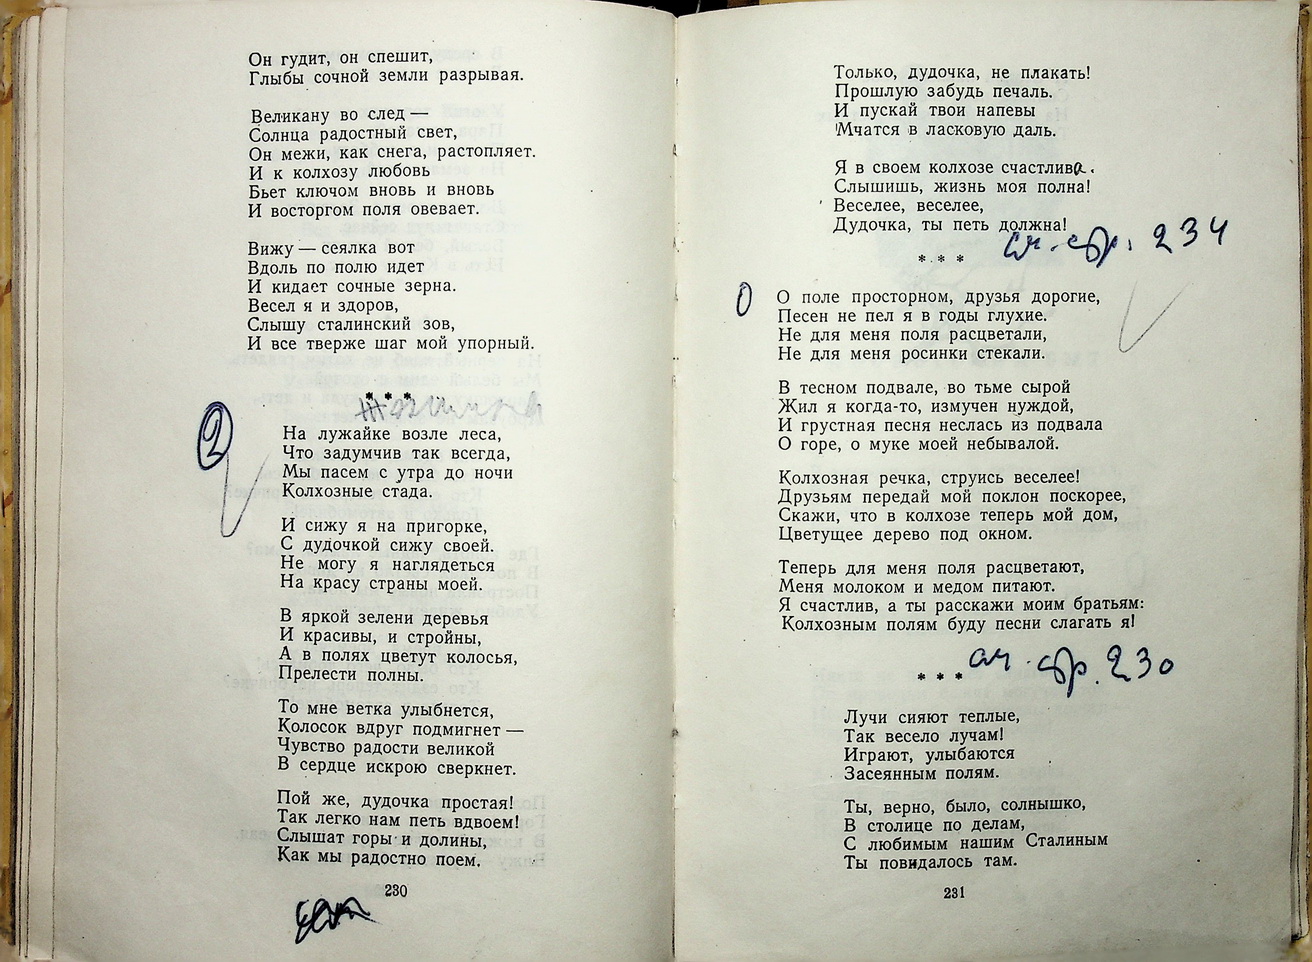 Он гудит, он спешит,
Глыбы сочной земли разрывая.
Великану во след —
Солнца радостный свет,
Он межи, как снега, растопляет.
И к колхозу любовь
Бьет ключом вновь и вновь
И восторгом поля овевает.
Вижу — сеялка вот
Вдоль по полю идет
И кидает сочные зерна.
Весел я и здоров,
Слышу сталинский зов,
И все тверже шаг мой упорный.
* * *
2
На лужайке возле леса,
Что задумчив так всегда,
Мы пасем с утра до ночи
Колхозные стада.
И сижу я на пригорке,
С дудочкой сижу своей.
Не могу я наглядеться
На красу страны моей.
В яркой зелени деревья
И красивы, и стройны,
А в полях цветут колосья,
Прелести полны.
То мне ветка улыбнется,
Колосок вдруг подмигнет —
Чувство радости великой
В сердце искрою сверкнет.
Пой же, дудочка простая!
Так легко нам петь вдвоем!
Слышат горы и долины,
Как мы радостно поем.
230
Только, дудочка, не плакать!
Прошлую забудь печаль.
И пускай твои напевы
Мчатся в ласковую даль.
Я в своем колхозе счастлива.
Слышишь, жизнь моя полна!
Веселее, веселее,
Дудочка, ты петь должна!
см. стр. 234
* * *
0
О поле просторном, друзья дорогие,
Песен не пел я в годы глухие.
Не для меня поля расцветали,
Не для меня росинки стекали.
В тесном подвале, во тьме сырой
Жил я когда-то, измучен нуждой,
И грустная песня неслась из подвала
О горе, о муке моей небывалой.
Колхозная речка, струись веселее!
Друзьям передай мой поклон поскорее,
Скажи, что в колхозе теперь мой дом,
Цветущее дерево под окном.
Теперь для меня поля расцветают,
Меня молоком и медом питают.
Я счастлив, а ты расскажи моим братьям:
Колхозным полям буду песни слагать я!
см. стр. 230
* * *
Лучи сияют теплые,
Так весело лучам!
Играют, улыбаются
Засеянным полям.
Ты, верно, было, солнышко,
В столице по делам,
С любимым нашим Сталиным
Ты повидалось там.
231